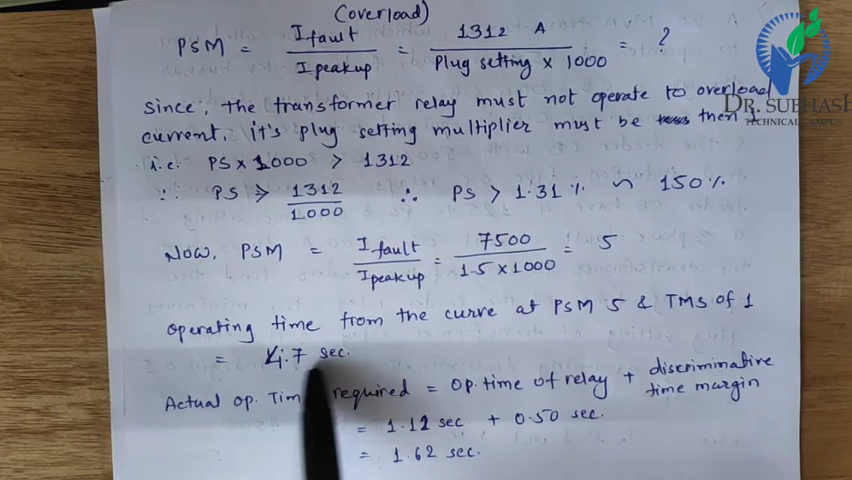 (overload)
PSM = I fault / I peakup = 1312 A / Plug setting × 1000 = ?
since, the transformer relay must not operate to overload
current, it's plug setting multiplier must be then 1
i.e. PS × 1000 > 1312
∴ PS ≥ 1312 / 1000 ∴ PS > 1.31 % ~ 150 %
Now, PSM = I fault / I peakup = 7500 / 1.5 × 1000 = 5
operating time from the curve at PSM 5 & TMS of 1
= 4.7 sec.
Actual op. Tim required = op. time of relay + discriminative time margin
= 1.12 sec + 0.50 sec.
= 1.62 sec.
DR. SUBHASH
TECHNICAL CAMPUS